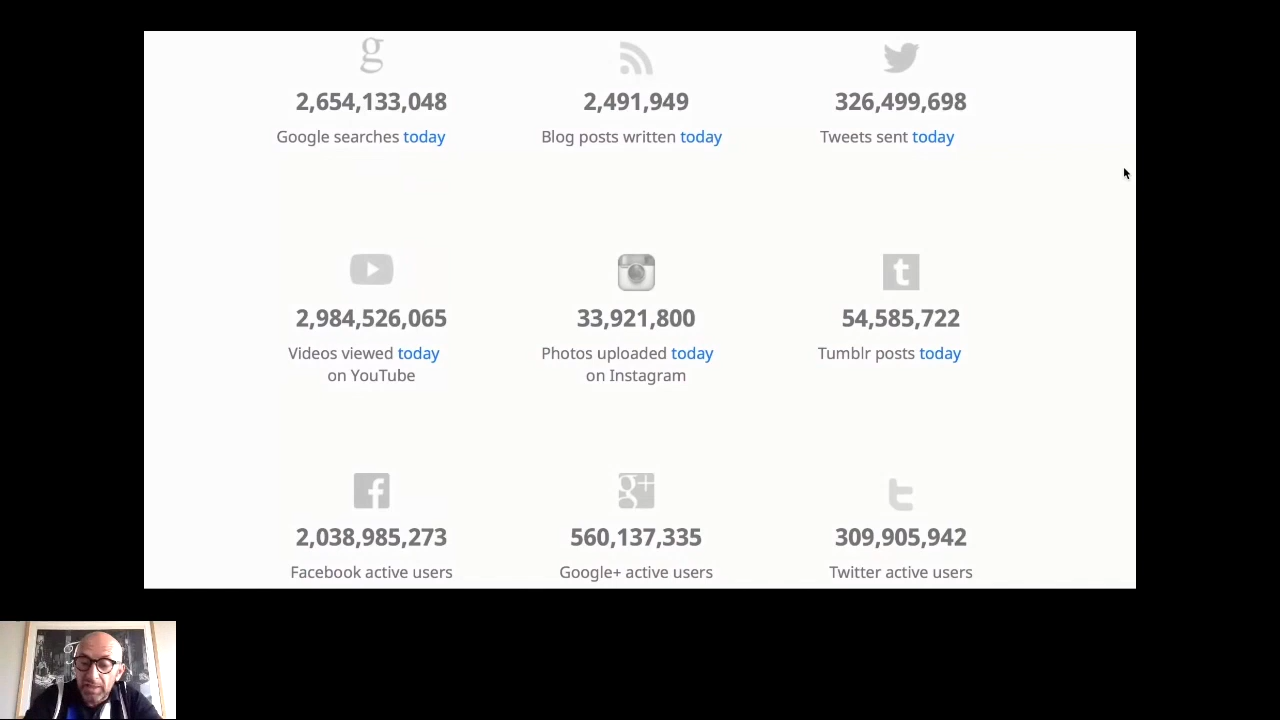 2,654,133,048
Google searches today
2,491,949
Blog posts written today
326,499,698
Tweets sent today
2,984,526,065
Videos viewed today
on YouTube
33,921,800
Photos uploaded today
on Instagram
54,585,722
Tumblr posts today
2,038,985,273
Facebook active users
560,137,335
Google+ active users
309,905,942
Twitter active users